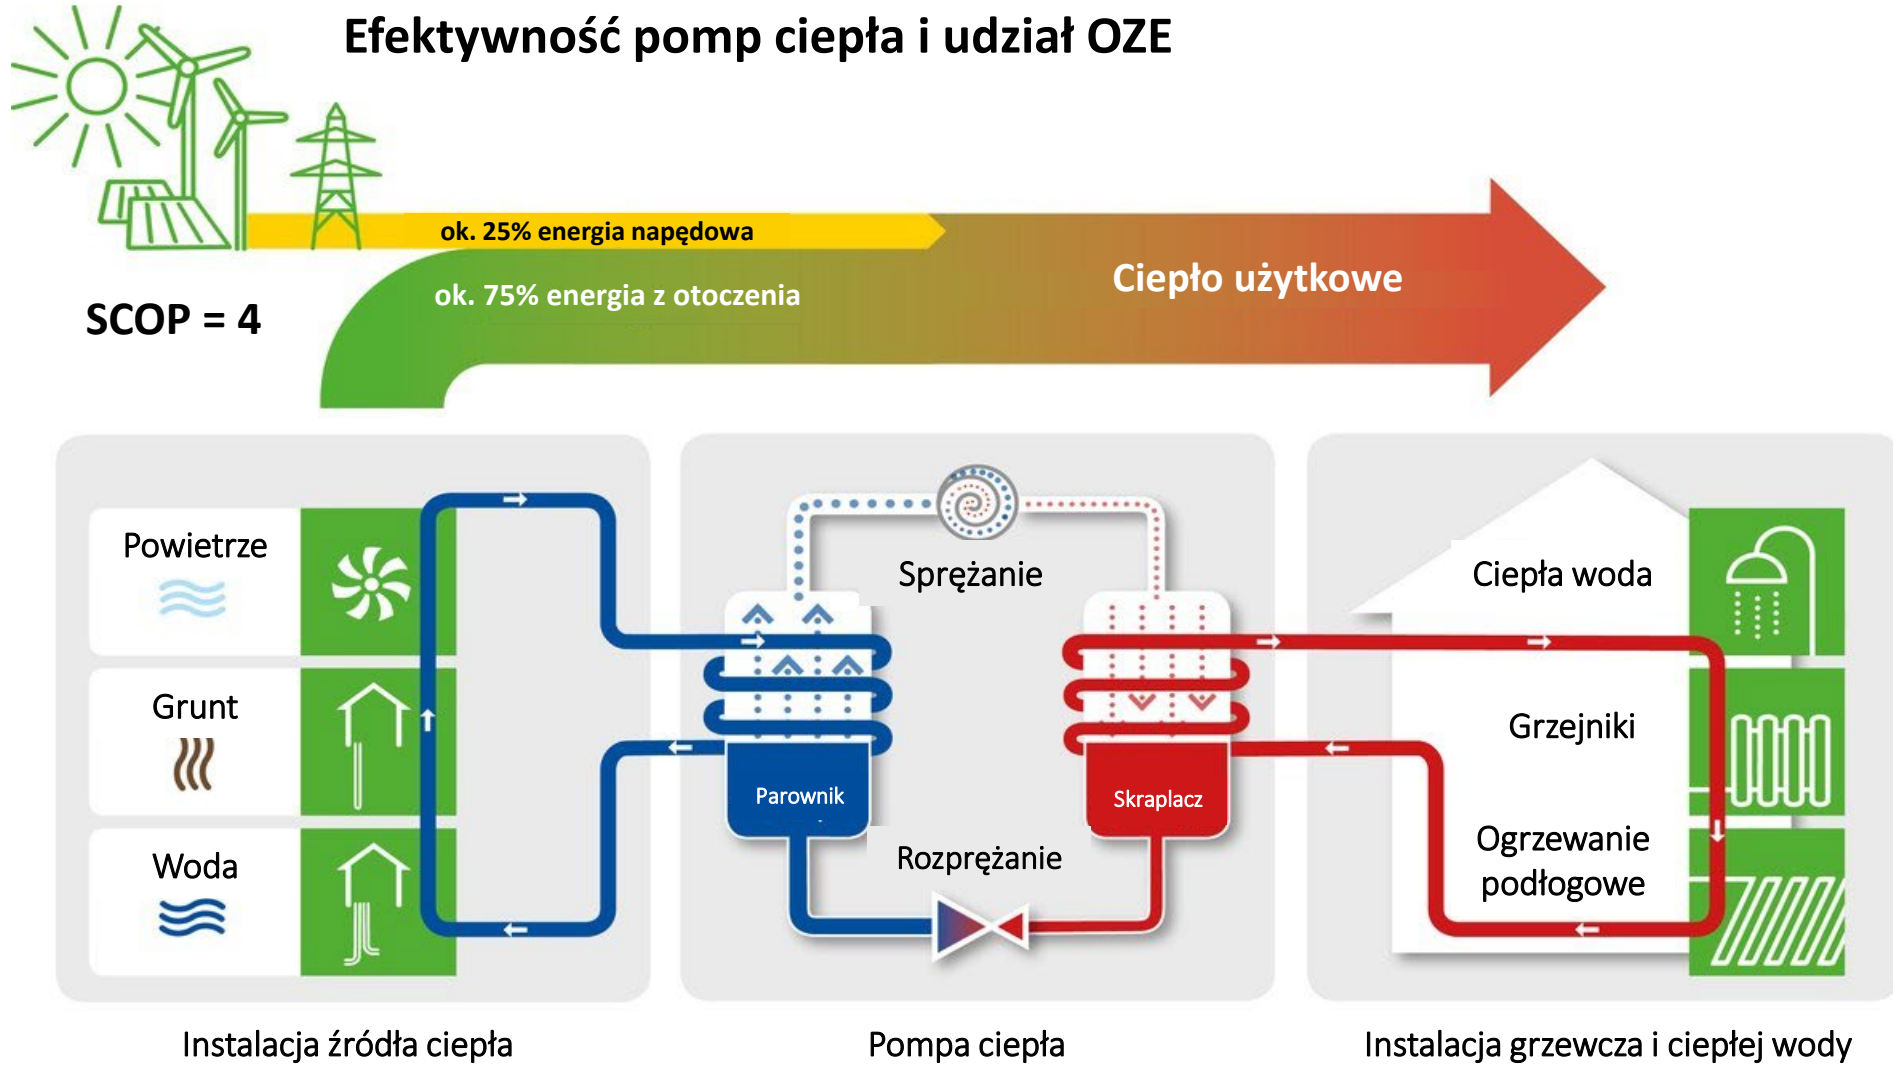 Efektywność pomp ciepła i udział OZE
ok. 25% energia napędowa
ok. 75% energia z otoczenia
Ciepło użytkowe
SCOP = 4
Powietrze
Grunt
Woda
Sprężanie
Parownik
Skraplacz
Rozprężanie
Ciepła woda
Grzejniki
Ogrzewanie
podłogowe
Instalacja źródła ciepła
Pompa ciepła
Instalacja grzewcza i ciepłej wody